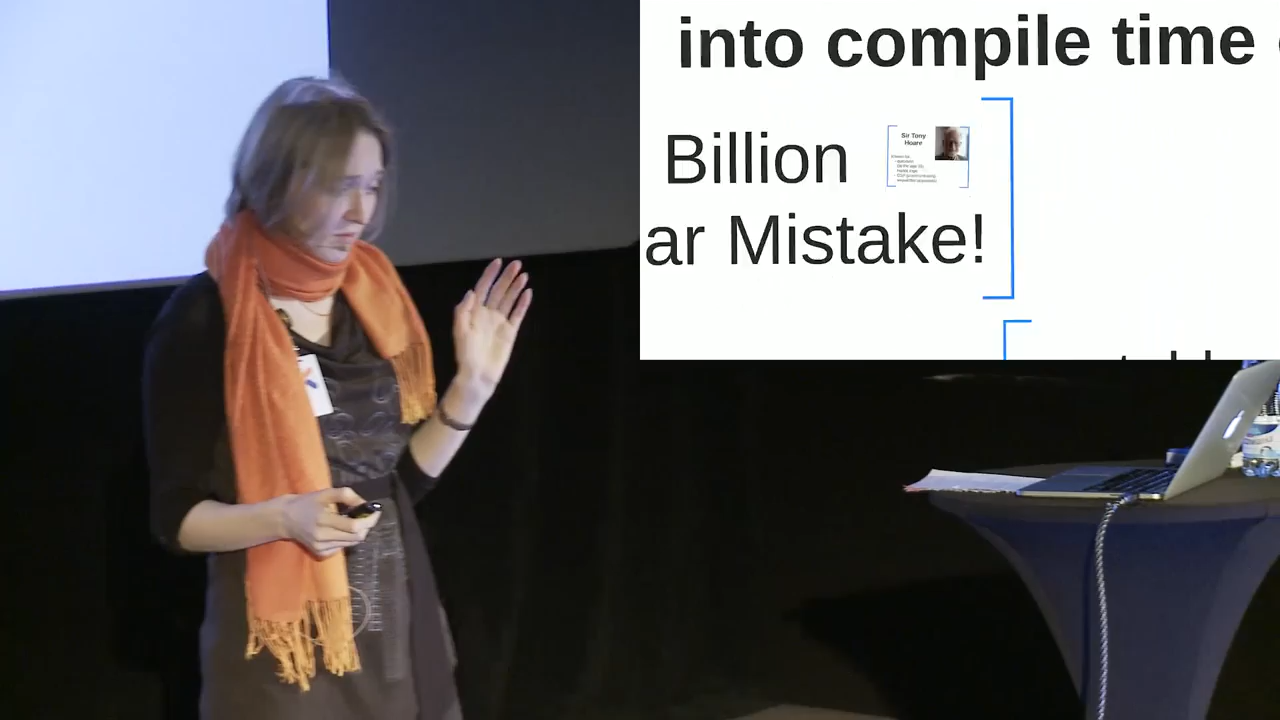 into compile time
Billion
Sir Tony
Hoare
ar Mistake!